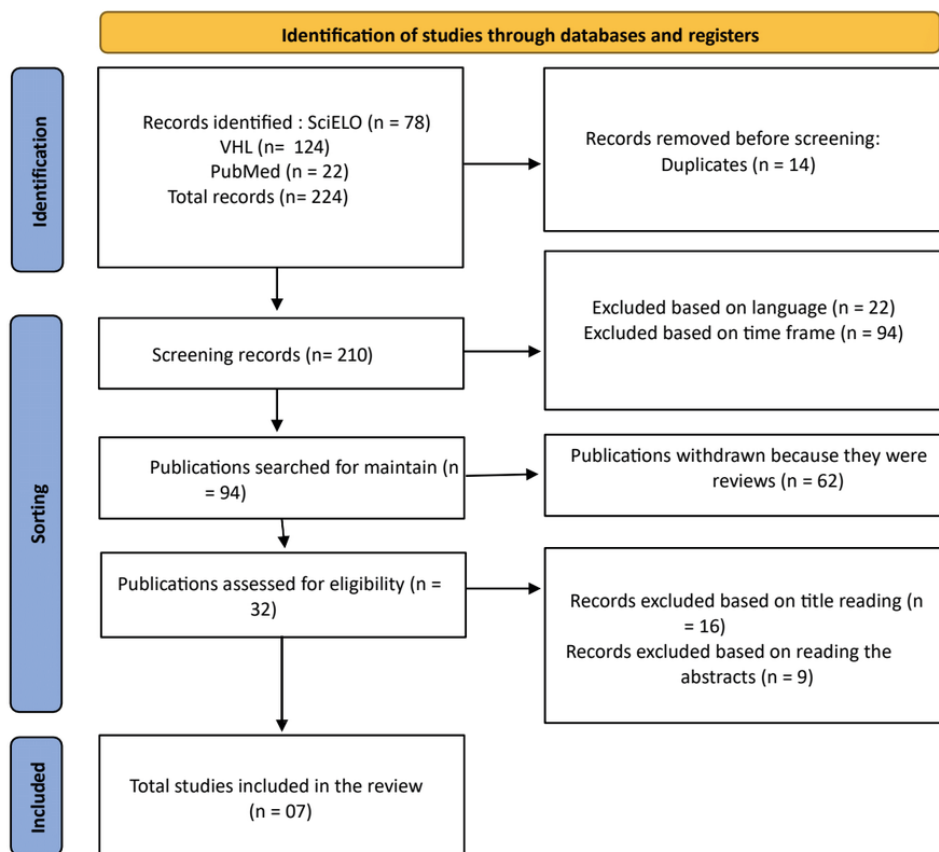 Identification of studies through databases and registers
Identification
Records identified : SciELO (n = 78)
VHL (n= 124)
PubMed (n = 22)
Total records (n= 224)
Records removed before screening:
Duplicates (n = 14)
Sorting
Screening records (n= 210)
Excluded based on language (n = 22)
Excluded based on time frame (n = 94)
Publications searched for maintain (n
= 94)
Publications withdrawn because they were
reviews (n = 62)
Publications assessed for eligibility (n =
32)
Records excluded based on title reading (n
= 16)
Records excluded based on reading the
abstracts (n = 9)
Included
Total studies included in the review
(n = 07)